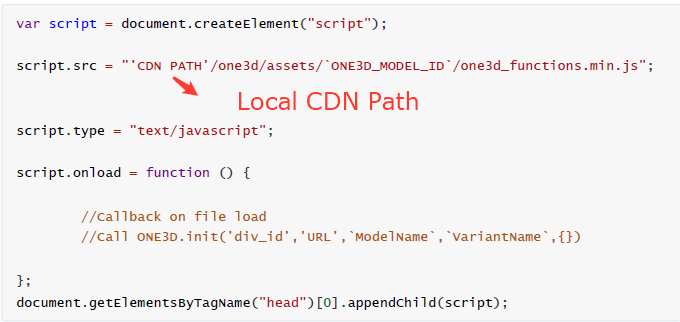 var script = document.createElement("script");
script.src = "'CDN PATH'/one3d/assets/`ONE3D_MODEL_ID`/one3d_functions.min.js";
Local CDN Path
script.type = "text/javascript";
script.onload = function () {
//Callback on file load
//Call ONE3D.init('div_id','URL',`ModelName`,`VariantName`,{})
};
document.getElementsByTagName("head")[0].appendChild(script);